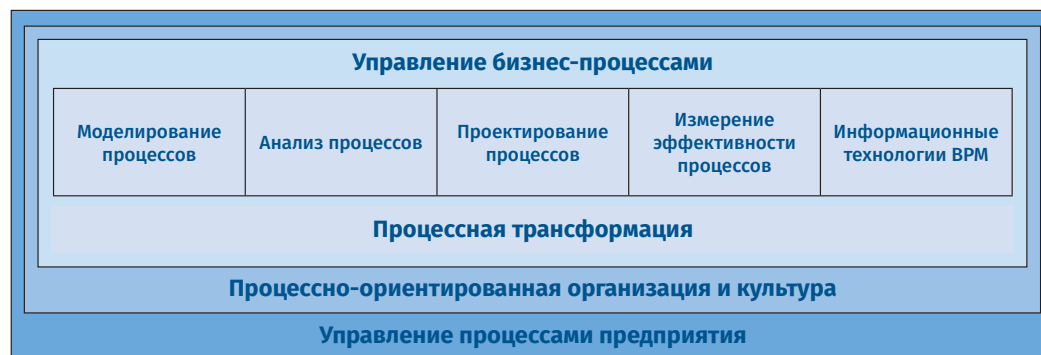 Управление бизнес-процессами
Моделирование
процессов
Анализ процессов
Проектирование
процессов
Измерение
эффективности
процессов
Информационные
технологии BPM
Процессная трансформация
Процессно-ориентированная организация и культура
Управление процессами предприятия